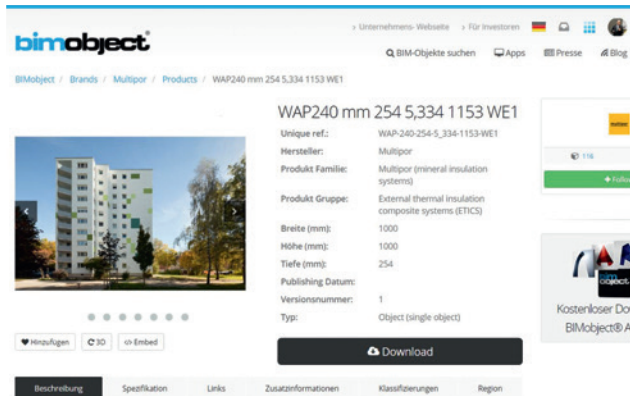 Unternehmens- Webseite
Für Investoren
bimobject
BIM-Objekte suchen Apps Presse Blog
BIMobject / Brands / Multipor / Products / WAP240 mm 254 5,334 1153 WE1
WAP240 mm 254 5,334 1153 WE1
Unique ref.: WAP-240-254-5_334-1153-WE1
Hersteller: Multipor
Produkt Familie: Multipor (mineral insulation
systems)
Produkt Gruppe: External thermal insulation
composite systems (ETICS)
Breite (mm): 1000
Höhe (mm): 1000
Tiefe (mm): 254
Publishing Datum:
Versionsnummer: 1
Typ: Object (single object)
Download
Hinzufügen 3D Embed
116
+ Follo
bim
object
Kostenloser Do
BIMobject® A
Beschreibung Spezifikation Links Zusatzinformationen Klassifizierungen Region